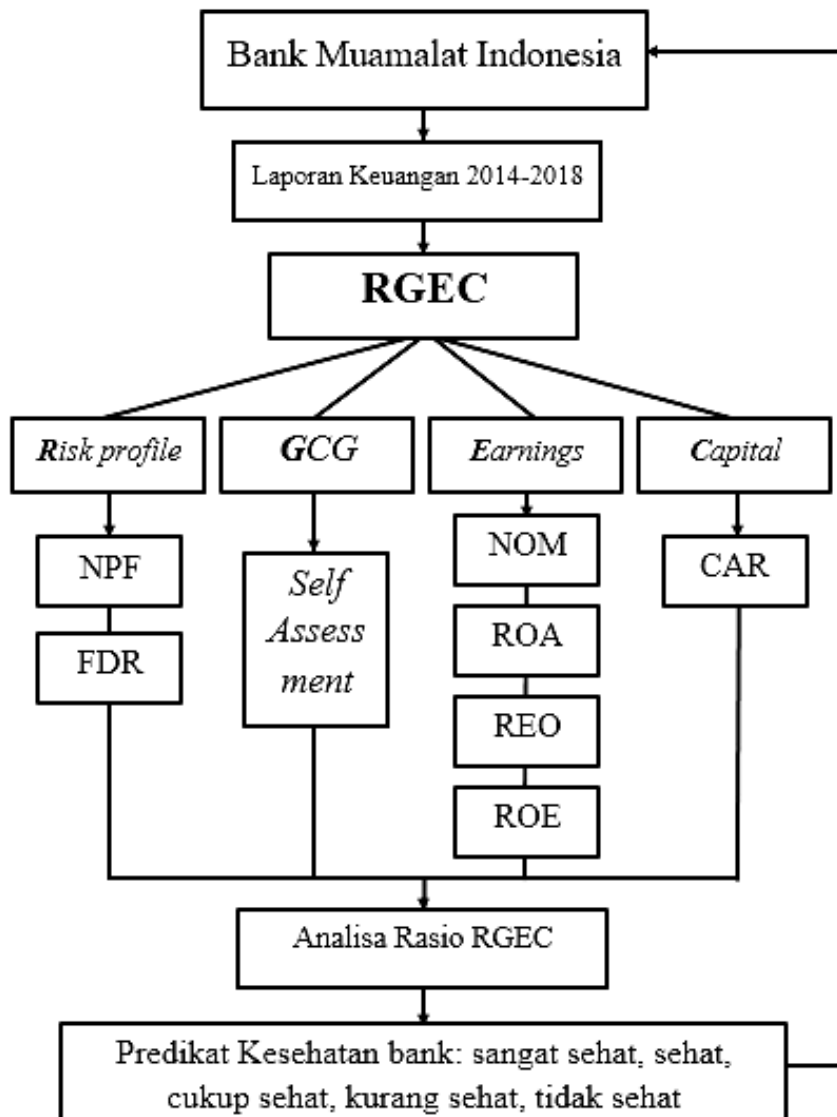 Bank Muamalat Indonesia
Laporan Keuangan 2014-2018
RGEC
Risk profile
GCG
Earnings
Capital
NPF
FDR
Self
Assess
ment
NOM
ROA
REO
ROE
CAR
Analisa Rasio RGEC
Predikat Kesehatan bank: sangat sehat, sehat,
cukup sehat, kurang sehat, tidak sehat